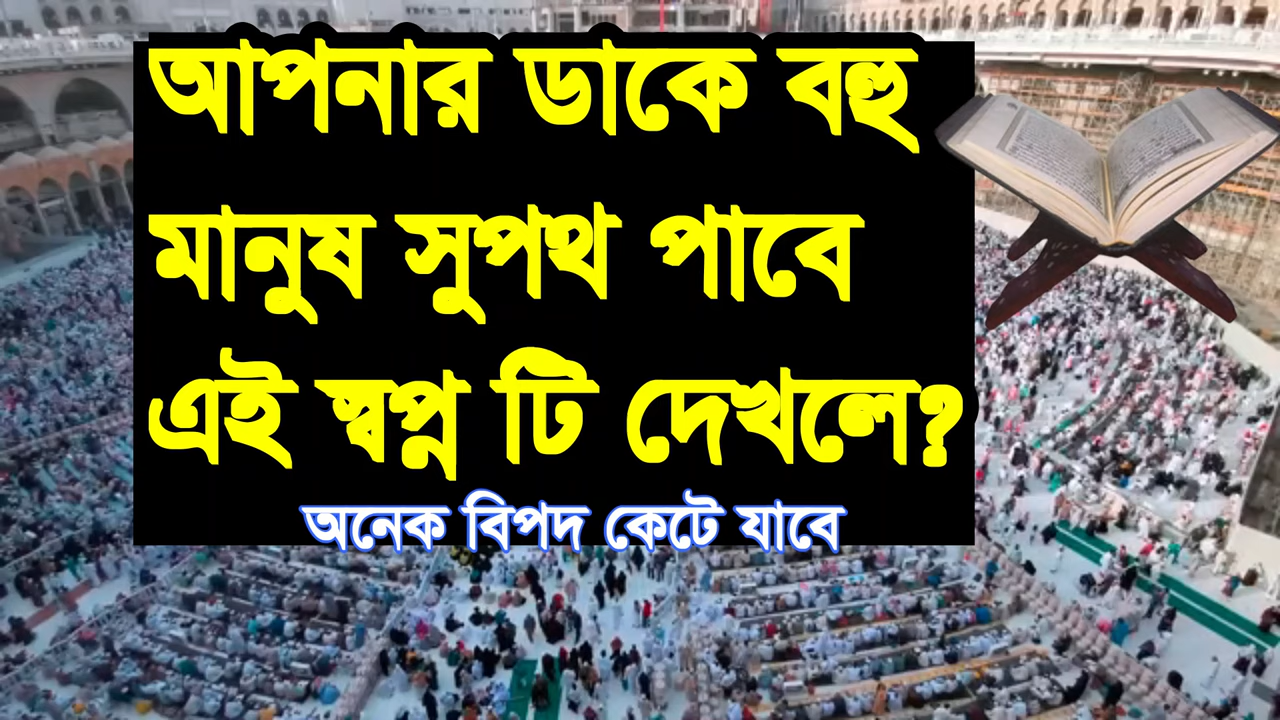 আপনার ডাকে বহু
মানুষ সুপথ পাবে
এই স্বপ্ন টি দেখলে?
অনেক বিপদ কেটে যাবে